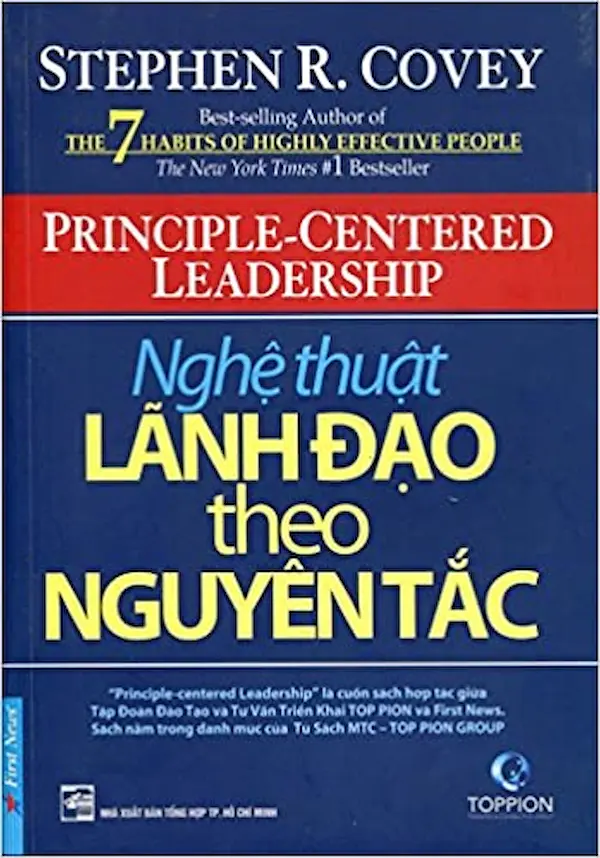 STEPHEN R. COVEY
Best-selling Author of
THE 7 HABITS OF HIGHLY EFFECTIVE PEOPLE
The New York Times #1 Bestseller
PRINCIPLE-CENTERED
LEADERSHIP
Nghệ thuật
LÃNH ĐẠO
theo
NGUYÊN TẮC
"Principle-centered Leadership" là cuốn sách hợp tác giữa
Tập Đoàn Đào Tạo và Tư Vấn Triển Khai TOP PION và First News.
Sách nằm trong danh mục của Tủ Sách MTC – TOP PION GROUP
First News
NHÀ XUẤT BẢN TỔNG HỢP TP. HỒ CHÍ MINH
TOPPION